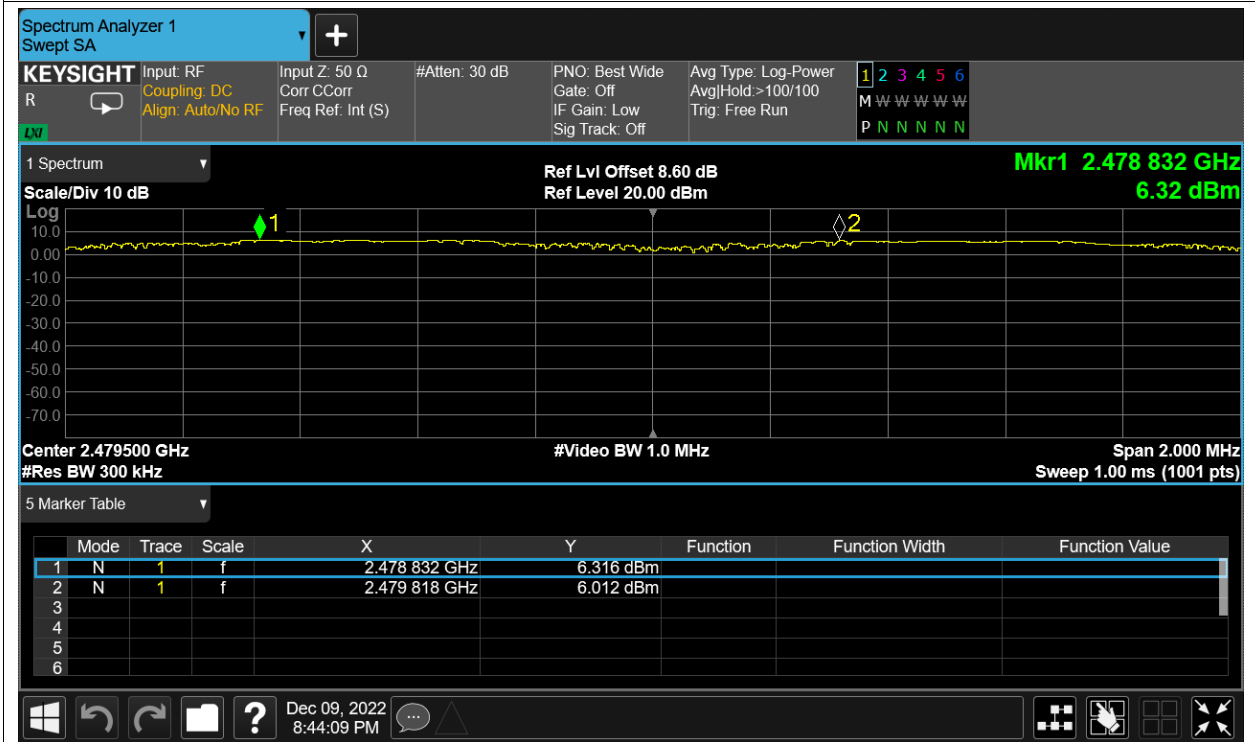 Spectrum Analyzer 1
Swept SA
+
KEYSIGHT Input: RF Input Z: 50 Ω #Atten: 30 dB PNO: Best Wide Avg Type: Log-Power 1 2 3 4 5 6
R Coupling: DC Corr CCorr Gate: Off Avg|Hold:>100/100 M W W W W W
Align: Auto/No RF Freq Ref: Int (S) IF Gain: Low Trig: Free Run
LXI Sig Track: Off P N N N N N
1 Spectrum Ref Lvl Offset 8.60 dB Mkr1 2.478 832 GHz
Scale/Div 10 dB Ref Level 20.00 dBm 6.32 dBm
Log
1 2
10.0
0.00
-10.0
-20.0
-30.0
-40.0
-50.0
-60.0
-70.0
Center 2.479500 GHz #Video BW 1.0 MHz Span 2.000 MHz
#Res BW 300 kHz Sweep 1.00 ms (1001 pts)
5 Marker Table
Mode Trace Scale X Y Function Function Width Function Value
1 N 1 f 2.478 832 GHz 6.316 dBm
2 N 1 f 2.479 818 GHz 6.012 dBm
3
4
5
6
? Dec 09, 2022
8:44:09 PM